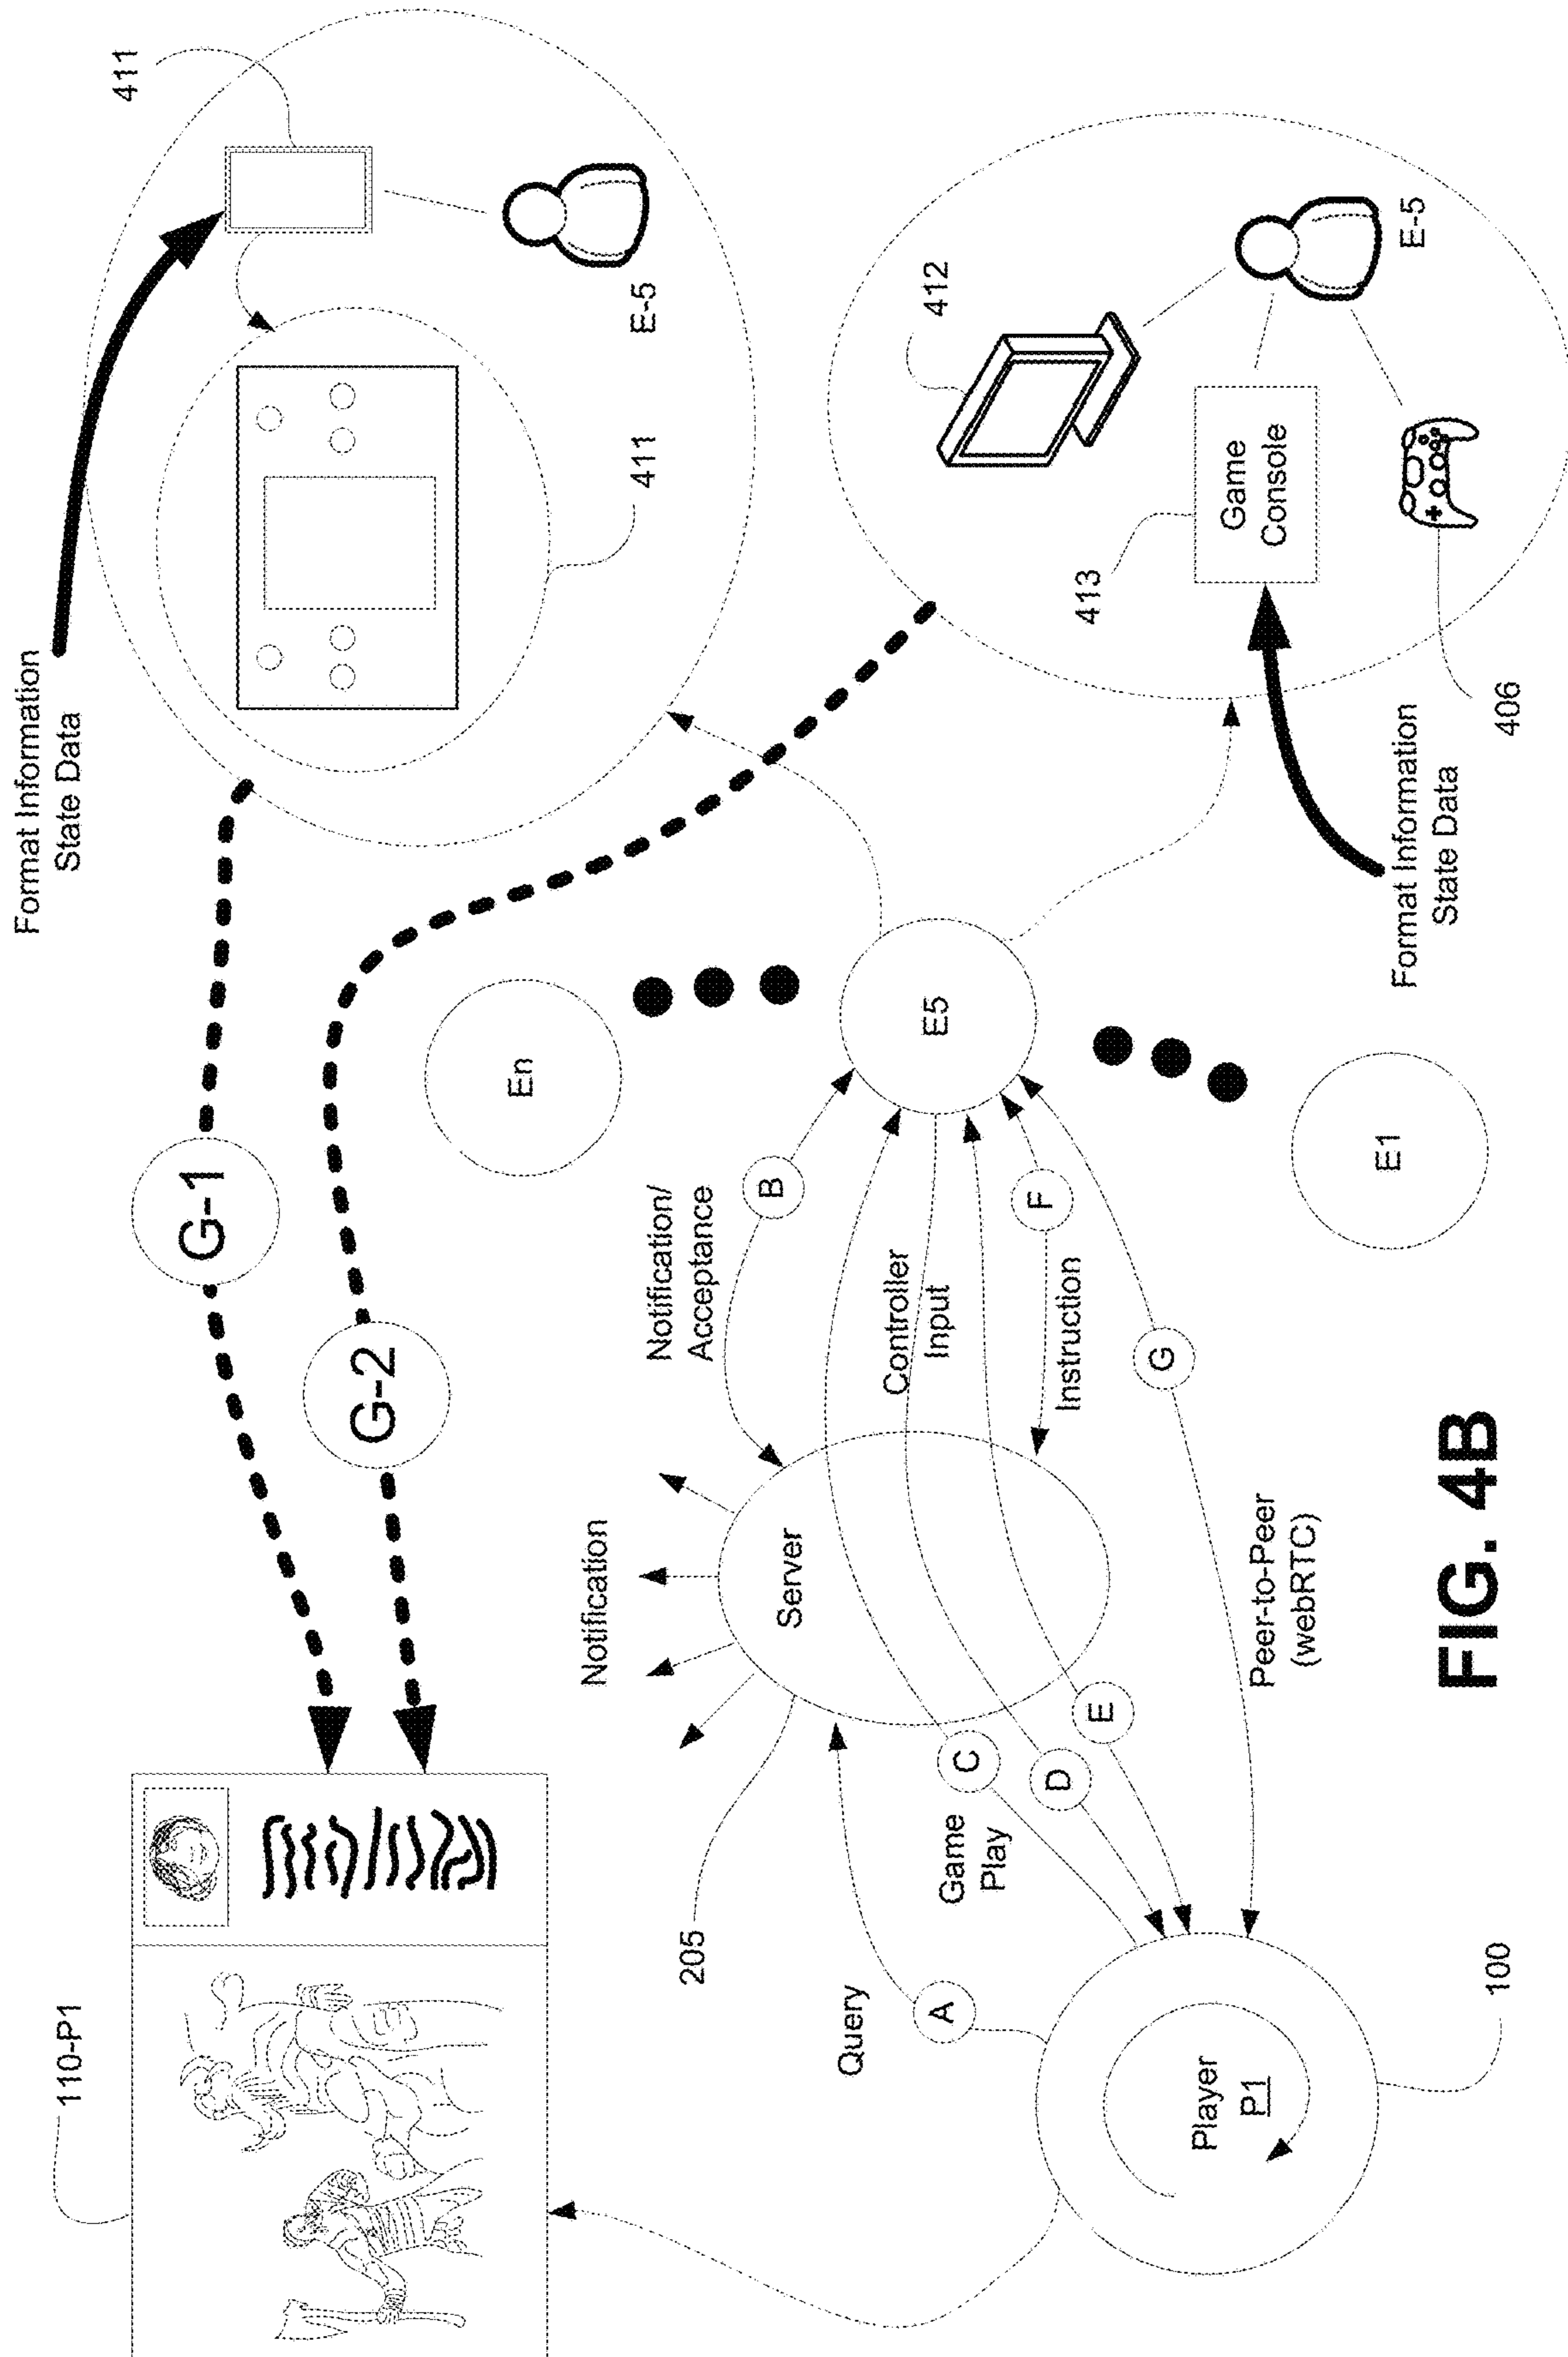 110-P1
G-1
G-2
Format Information
State Data
411
411
E-5
Notification
Notification/
Acceptance
B
En
205
Server
Query
A
Game
Play
C
D
E
Controller
Input
F
Instruction
E5
412
413
Game
Console
E-5
406
Format Information
State Data
Player
P1
100
G
Peer-to-Peer
(webRTC)
E1
FIG. 4B